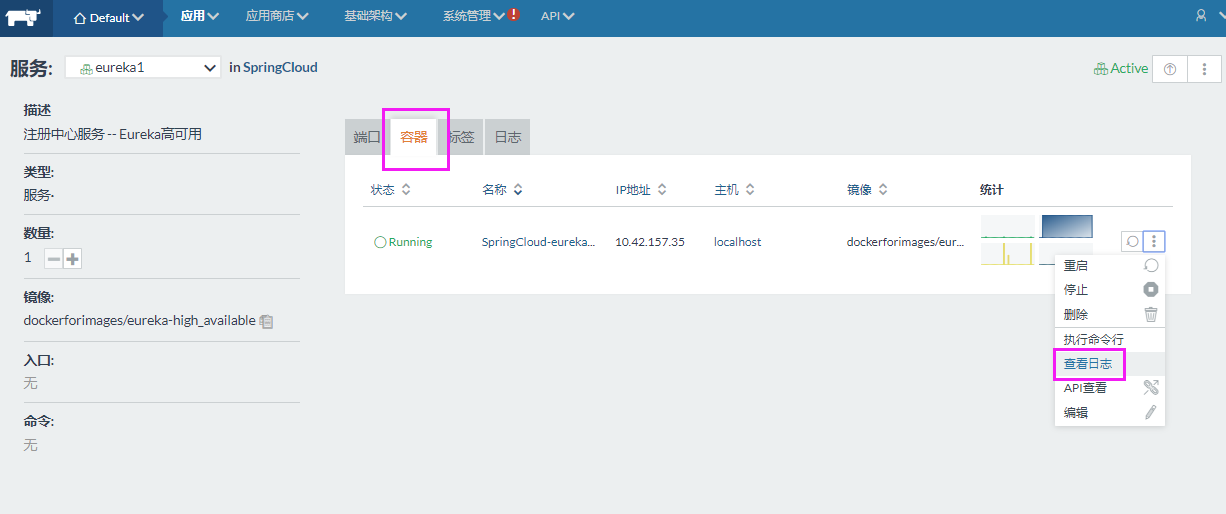 Default 应用 应用商店 基础架构 系统管理 API
服务: eureka1 in SpringCloud Active
描述
注册中心服务 -- Eureka高可用
类型:
服务·
数量:
1
镜像:
dockerforimages/eureka-high_available
入口:
无
命令:
无
端口 容器 标签 日志
状态 名称 IP地址 主机 镜像 统计
Running SpringCloud-eureka... 10.42.157.35 localhost dockerforimages/eur...
重启
停止
删除
执行命令行
查看日志
API查看
编辑